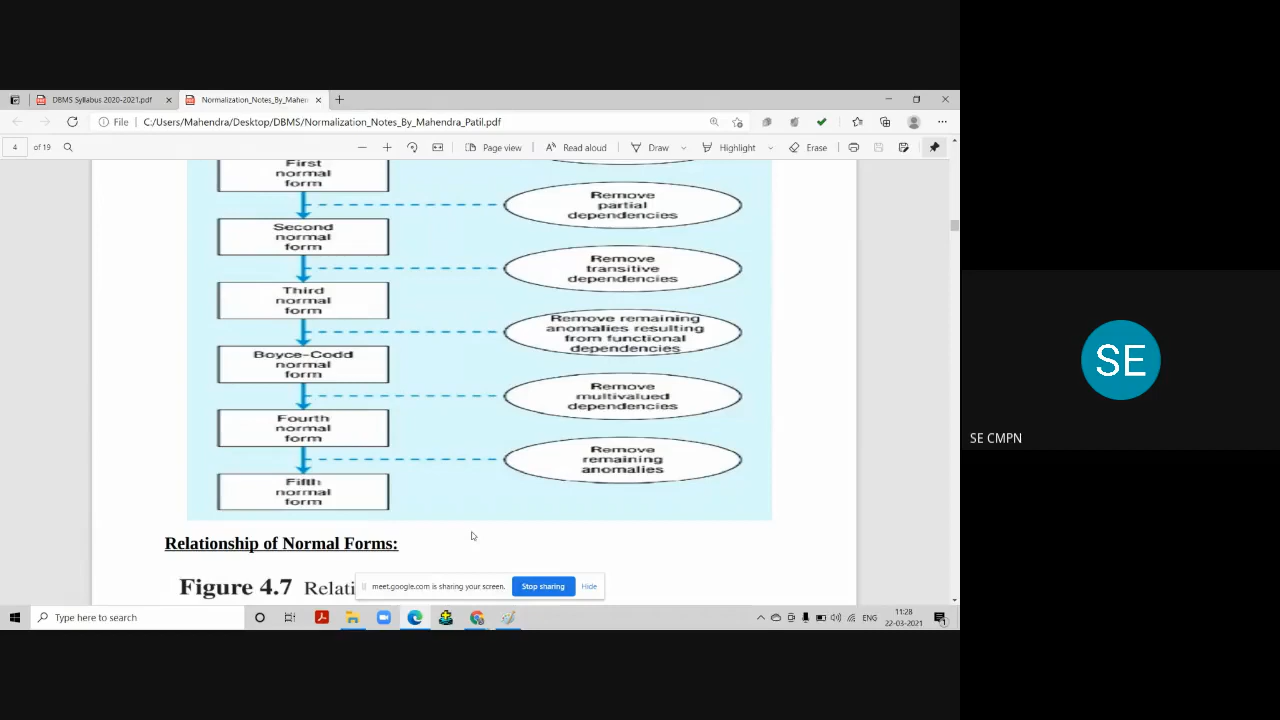 DBMS Syllabus 2020-2021.pdf
Normalization_Notes_By_Maher
File C:/Users/Mahendra/Desktop/DBMS/Normalization_Notes_By_Mahendra_Patil.pdf
4 of 19
Page view
Read aloud
Draw
Highlight
Erase
First
normal
form
Remove
partial
dependencies
Second
normal
form
Remove
transitive
dependencies
Third
normal
form
Remove remaining
anomalies resulting
from functional
dependencies
Boyce-Codd
normal
form
Remove
multivalued
dependencies
Fourth
normal
form
Remove
remaining
anomalies
Fifth
normal
form
Relationship of Normal Forms:
Figure 4.7 Relati
meet.google.com is sharing your screen.
Stop sharing
Hide
Type here to search
ENG
11:28
22-03-2021
SE
SE CMPN